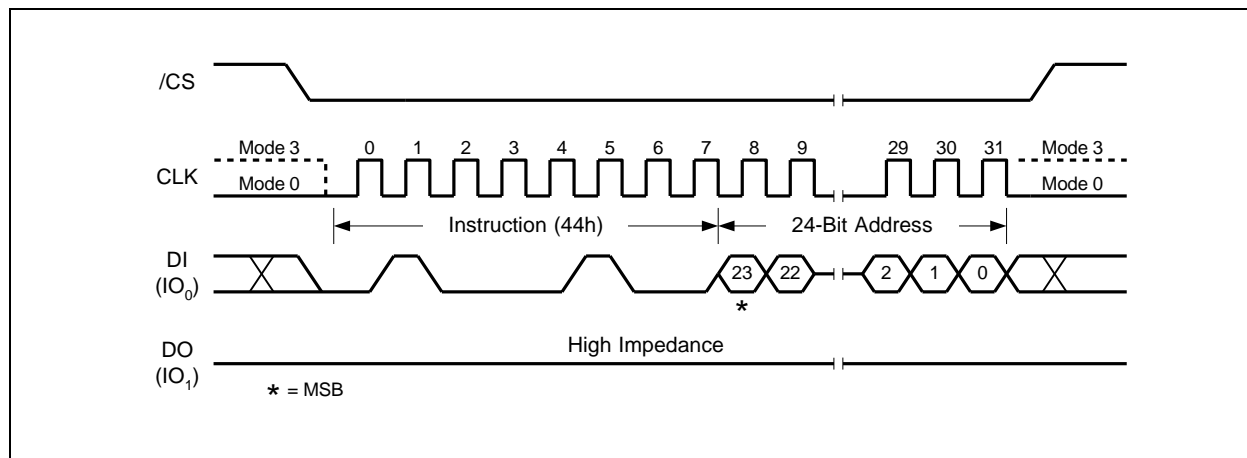 /CS
Mode 3
0 1 2 3 4 5 6 7 8 9 29 30 31
Mode 3
CLK
Mode 0
Mode 0
Instruction (44h)
24-Bit Address
DI
(IO0)
23 22 2 1 0
*
DO
(IO1)
High Impedance
* = MSB